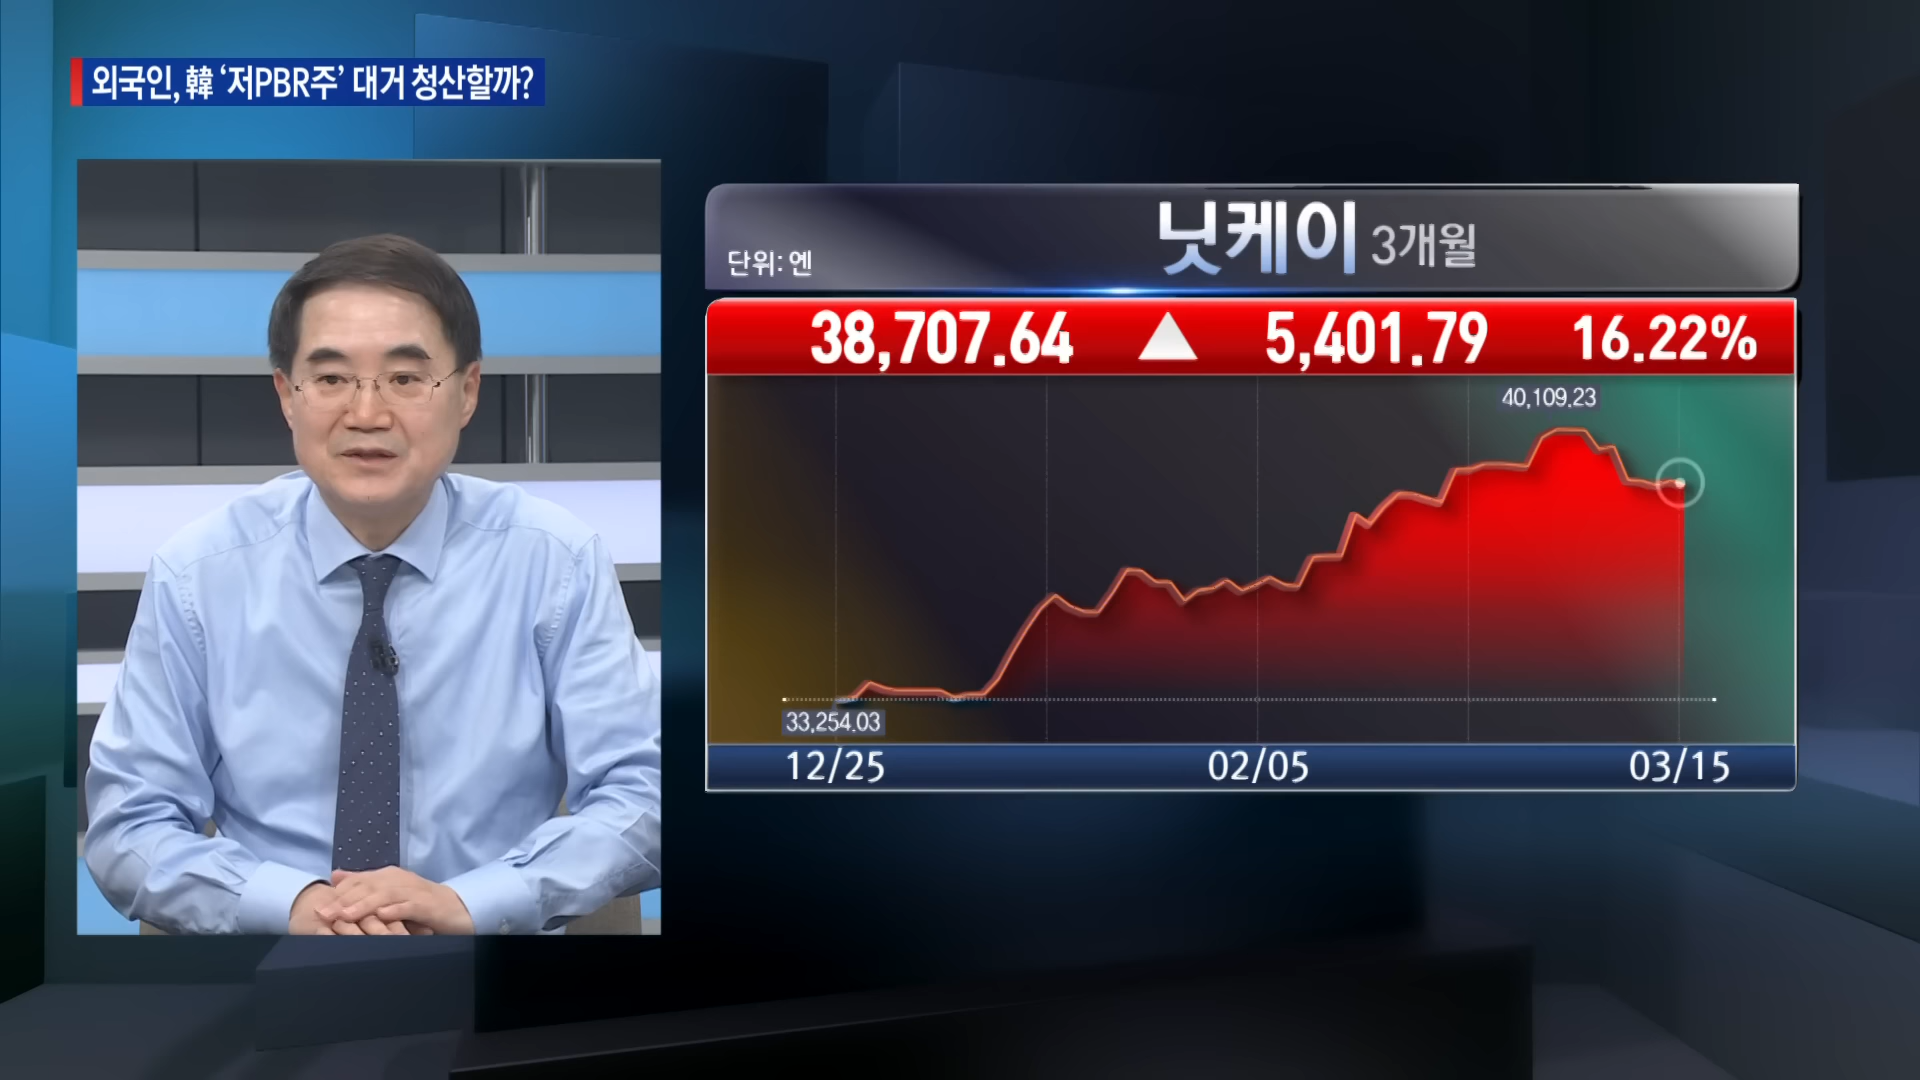 외국인, 韓 ‘저PBR주’ 대거 청산할까?
닛케이 3개월
단위: 엔
38,707.64 ▲ 5,401.79 16.22%
40,109.23
33,254.03
12/25 02/05 03/15